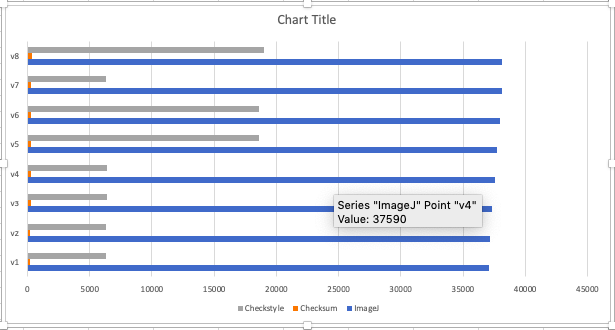 Chart Title
v8
v7
v6
v5
v4
v3
v2
v1
Series "ImageJ" Point "v4"
Value: 37590
0 5000 10000 15000 20000 25000 30000 35000 40000 45000
Checkstyle Checksum ImageJ